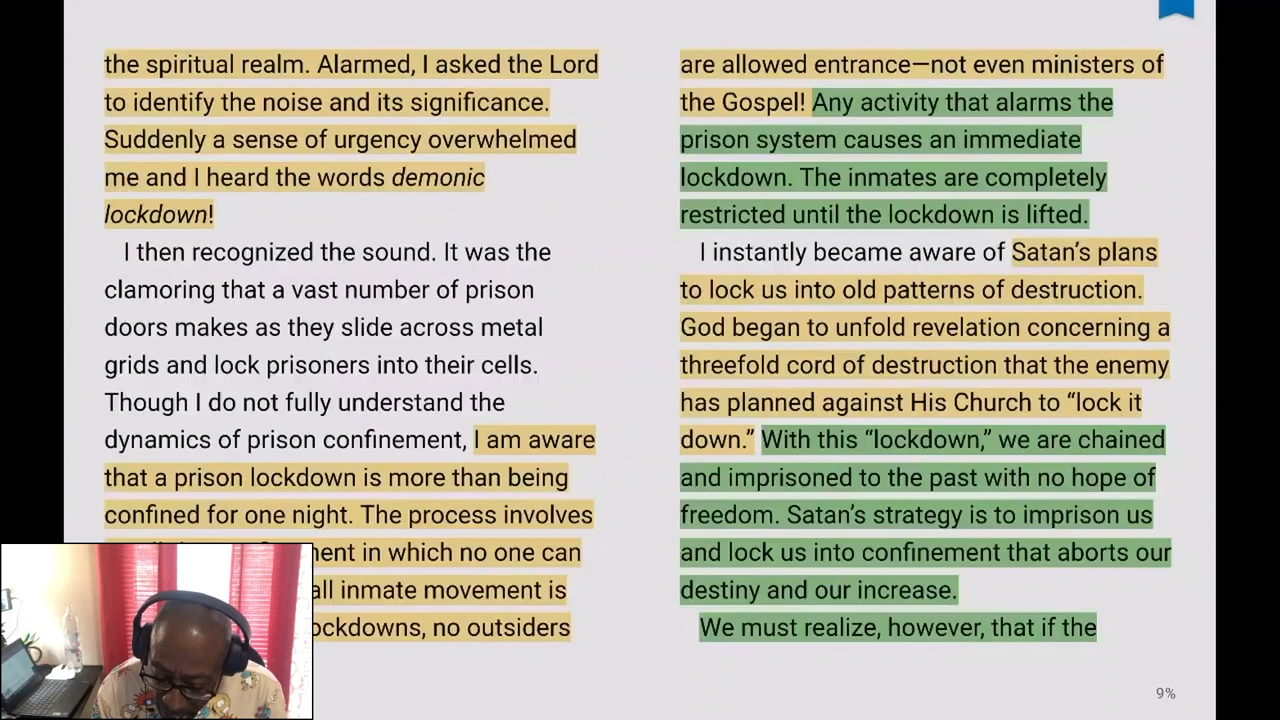 the spiritual realm. Alarmed, I asked the Lord
to identify the noise and its significance.
Suddenly a sense of urgency overwhelmed
me and I heard the words demonic
lockdown!
I then recognized the sound. It was the
clamoring that a vast number of prison
doors makes as they slide across metal
grids and lock prisoners into their cells.
Though I do not fully understand the
dynamics of prison confinement, I am aware
that a prison lockdown is more than being
confined for one night. The process involves
in which no one can
all inmate movement is
no outsiders
are allowed entrance—not even ministers of
the Gospel! Any activity that alarms the
prison system causes an immediate
lockdown. The inmates are completely
restricted until the lockdown is lifted.
I instantly became aware of Satan’s plans
to lock us into old patterns of destruction.
God began to unfold revelation concerning a
threefold cord of destruction that the enemy
has planned against His Church to “lock it
down.” With this “lockdown,” we are chained
and imprisoned to the past with no hope of
freedom. Satan’s strategy is to imprison us
and lock us into confinement that aborts our
destiny and our increase.
We must realize, however, that if the
9%